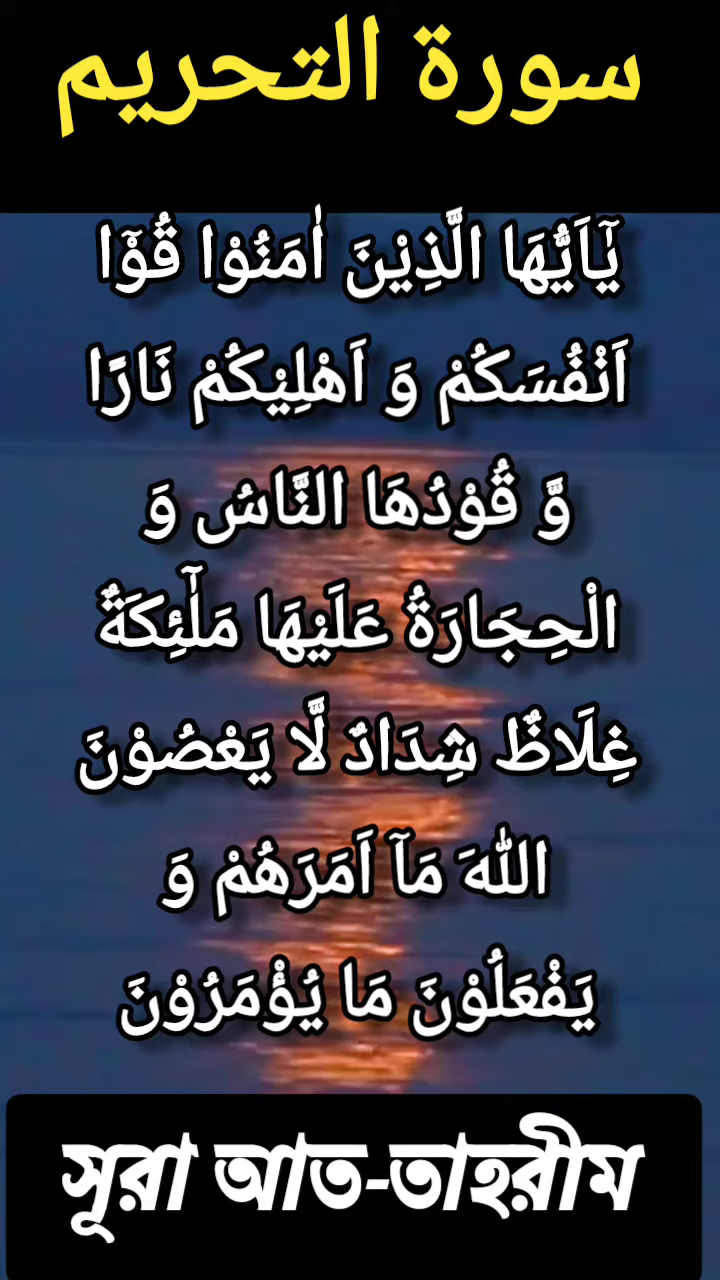 سورة التحريم
يٰۤاَيُّهَا الَّذِيْنَ اٰمَنُوْا قُوْۤا
اَنْفُسَكُمْ وَ اَهْلِيْكُمْ نَارًا
وَّ قُوْدُهَا النَّاسُ وَ
الْحِجَارَةُ عَلَيْهَا مَلٰٓئِكَةٌ
غِلَاظٌ شِدَادٌ لَّا يَعْصُوْنَ
اللّٰهَ مَاۤ اَمَرَهُمْ وَ
يَفْعَلُوْنَ مَا يُؤْمَرُوْنَ
সূরা আত-তাহরীম